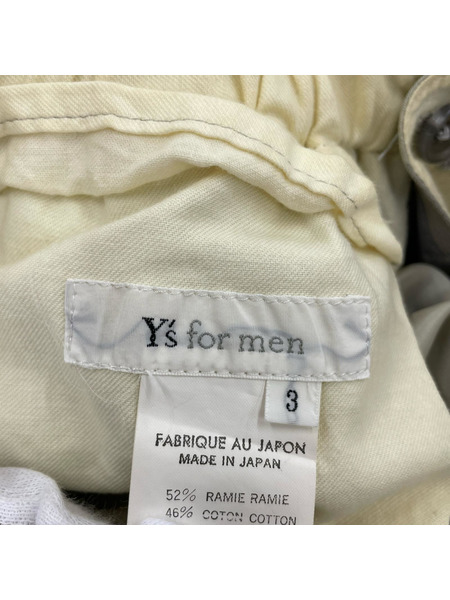 Y's for men
3
FABRIQUE AU JAPON
MADE IN JAPAN
52% RAMIE RAMIE
46% COTON COTTON